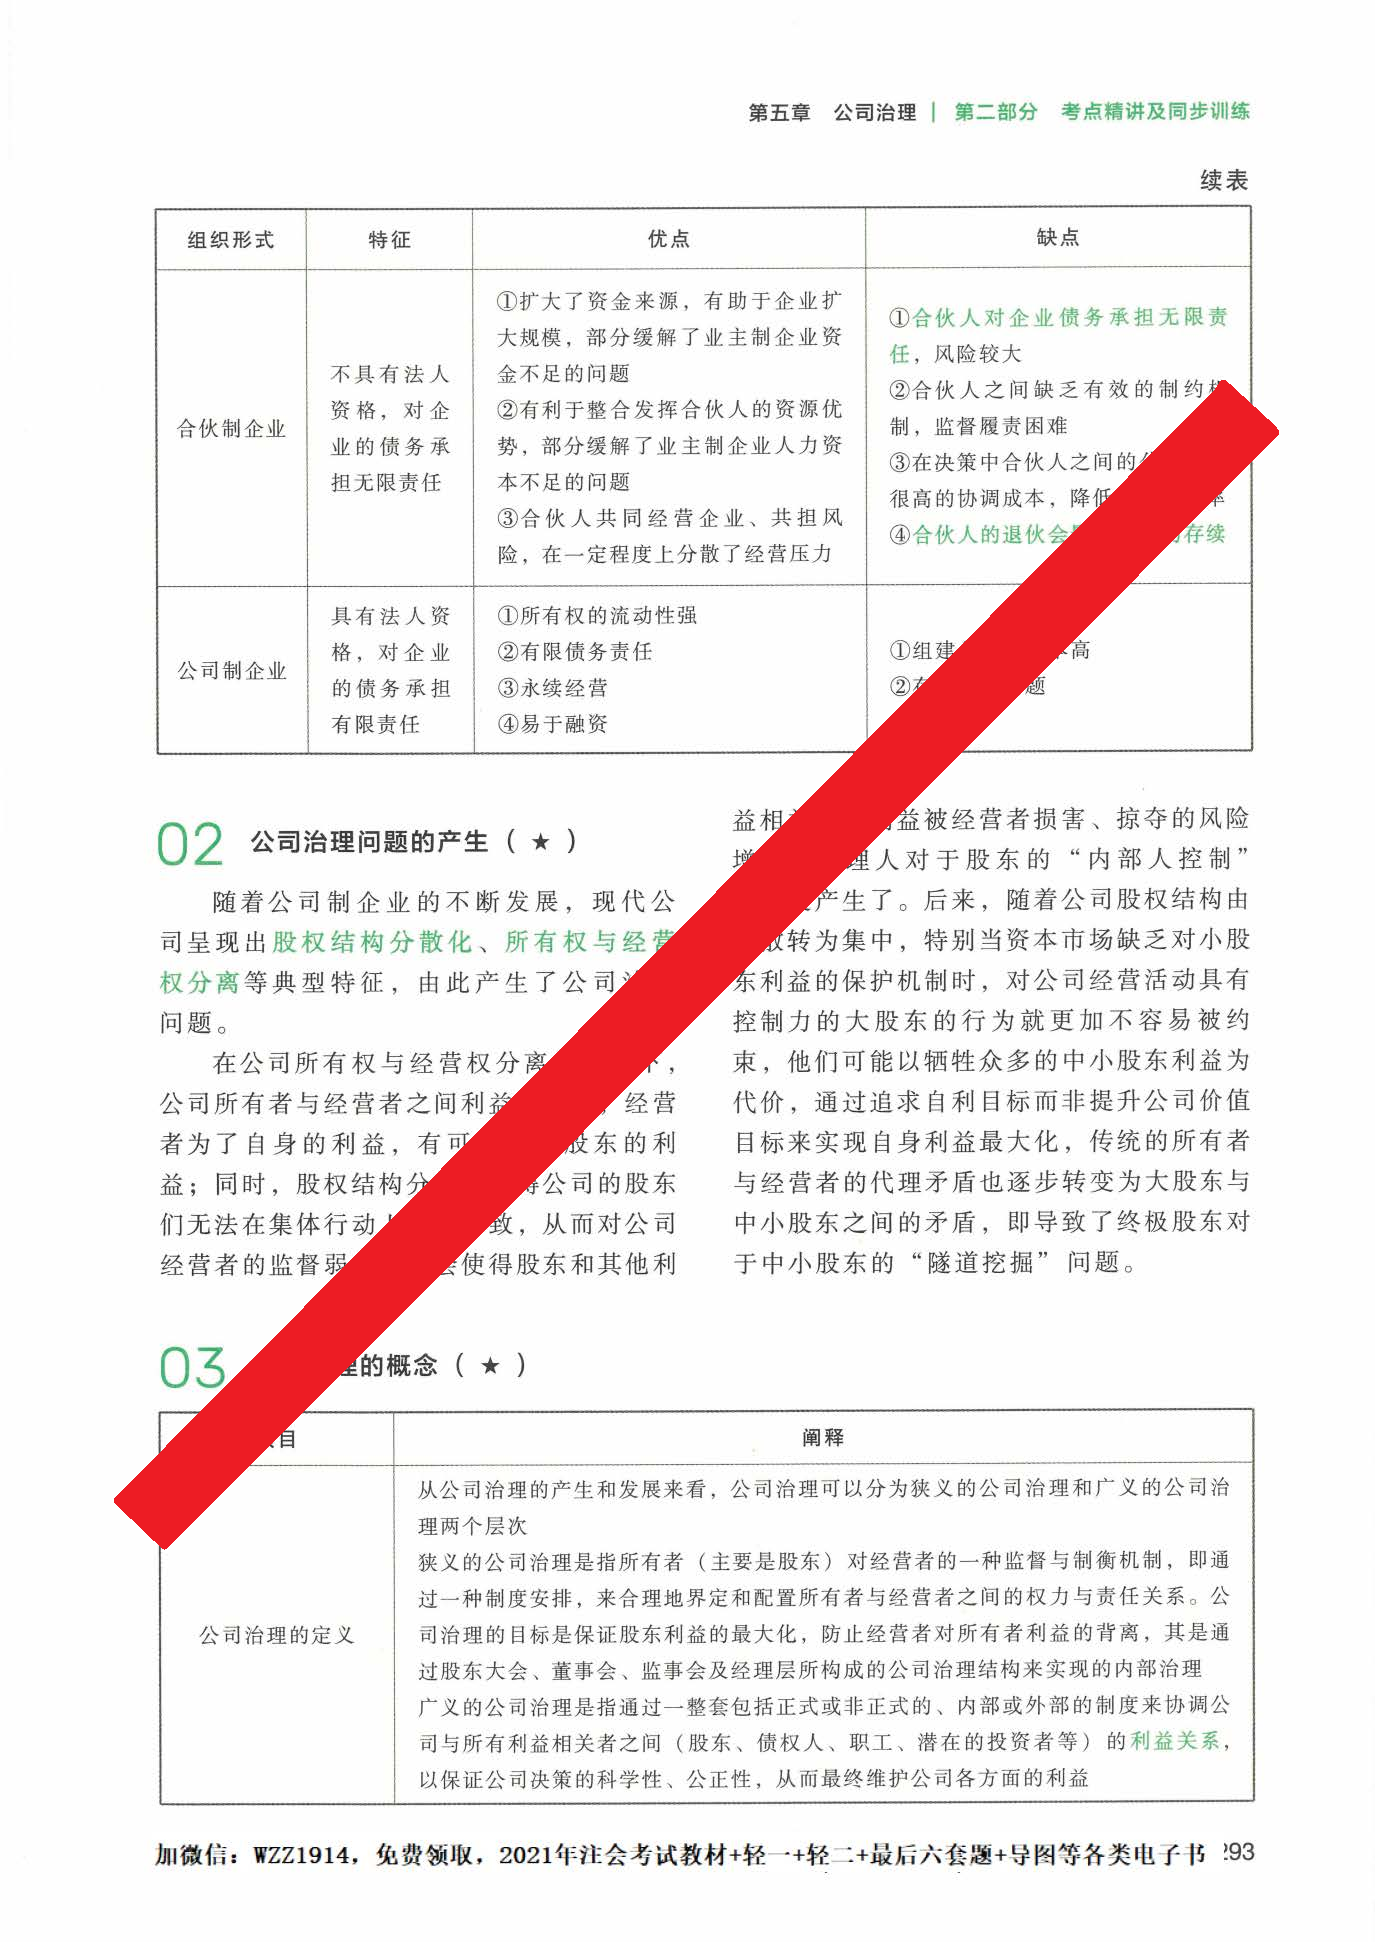 第五章 公司治理 | 第二部分 考点精讲及同步训练
续表
组织形式
特征
优点
缺点
合伙制企业
不具有法人
资格，对企
业的债务承
担无限责任
①扩大了资金来源，有助于企业扩
大规模，部分缓解了业主制企业资
金不足的问题
②有利于整合发挥合伙人的资源优
势，部分缓解了业主制企业人力资
本不足的问题
③合伙人共同经营企业、共担风
险，在一定程度上分散了经营压力
①合伙人对企业债务承担无限责
任，风险较大
②合伙人之间缺乏有效的制约
制，监督履责困难
③在决策中合伙人之间的
很高的协调成本，降低
④合伙人的退伙会 存续
公司制企业
具有法人资
格，对企业
的债务承担
有限责任
①所有权的流动性强
②有限债务责任
③永续经营
④易于融资
①组建 高
② 题
02 公司治理问题的产生（★）
随着公司制企业的不断发展，现代公
司呈现出股权结构分散化、所有权与经营
权分离等典型特征，由此产生了公司
问题。
在公司所有权与经营权分离 ，
公司所有者与经营者之间利益 ，经营
者为了自身的利益，有可 股东的利
益；同时，股权结构分 公司的股东
们无法在集体行动 致，从而对公司
经营者的监督弱 使得股东和其他利
益相 益被经营者损害、掠夺的风险
理人对于股东的“内部人控制”
产生了。后来，随着公司股权结构由
转为集中，特别当资本市场缺乏对小股
东利益的保护机制时，对公司经营活动具有
控制力的大股东的行为就更加不容易被约
束，他们可能以牺牲众多的中小股东利益为
代价，通过追求自利目标而非提升公司价值
目标来实现自身利益最大化，传统的所有者
与经营者的代理矛盾也逐步转变为大股东与
中小股东之间的矛盾，即导致了终极股东对
于中小股东的“隧道挖掘”问题。
03 理的概念（★）
目
阐释
公司治理的定义
从公司治理的产生和发展来看，公司治理可以分为狭义的公司治理和广义的公司治
理两个层次
狭义的公司治理是指所有者（主要是股东）对经营者的一种监督与制衡机制，即通
过一种制度安排，来合理地界定和配置所有者与经营者之间的权力与责任关系。公
司治理的目标是保证股东利益的最大化，防止经营者对所有者利益的背离，其是通
过股东大会、董事会、监事会及经理层所构成的公司治理结构来实现的内部治理
广义的公司治理是指通过一整套包括正式或非正式的、内部或外部的制度来协调公
司与所有利益相关者之间（股东、债权人、职工、潜在的投资者等）的利益关系，
以保证公司决策的科学性、公正性，从而最终维护公司各方面的利益
加微信：WZZ1914，免费领取，2021年注会考试教材+轻一+轻二+最后六套题+导图等各类电子书 293